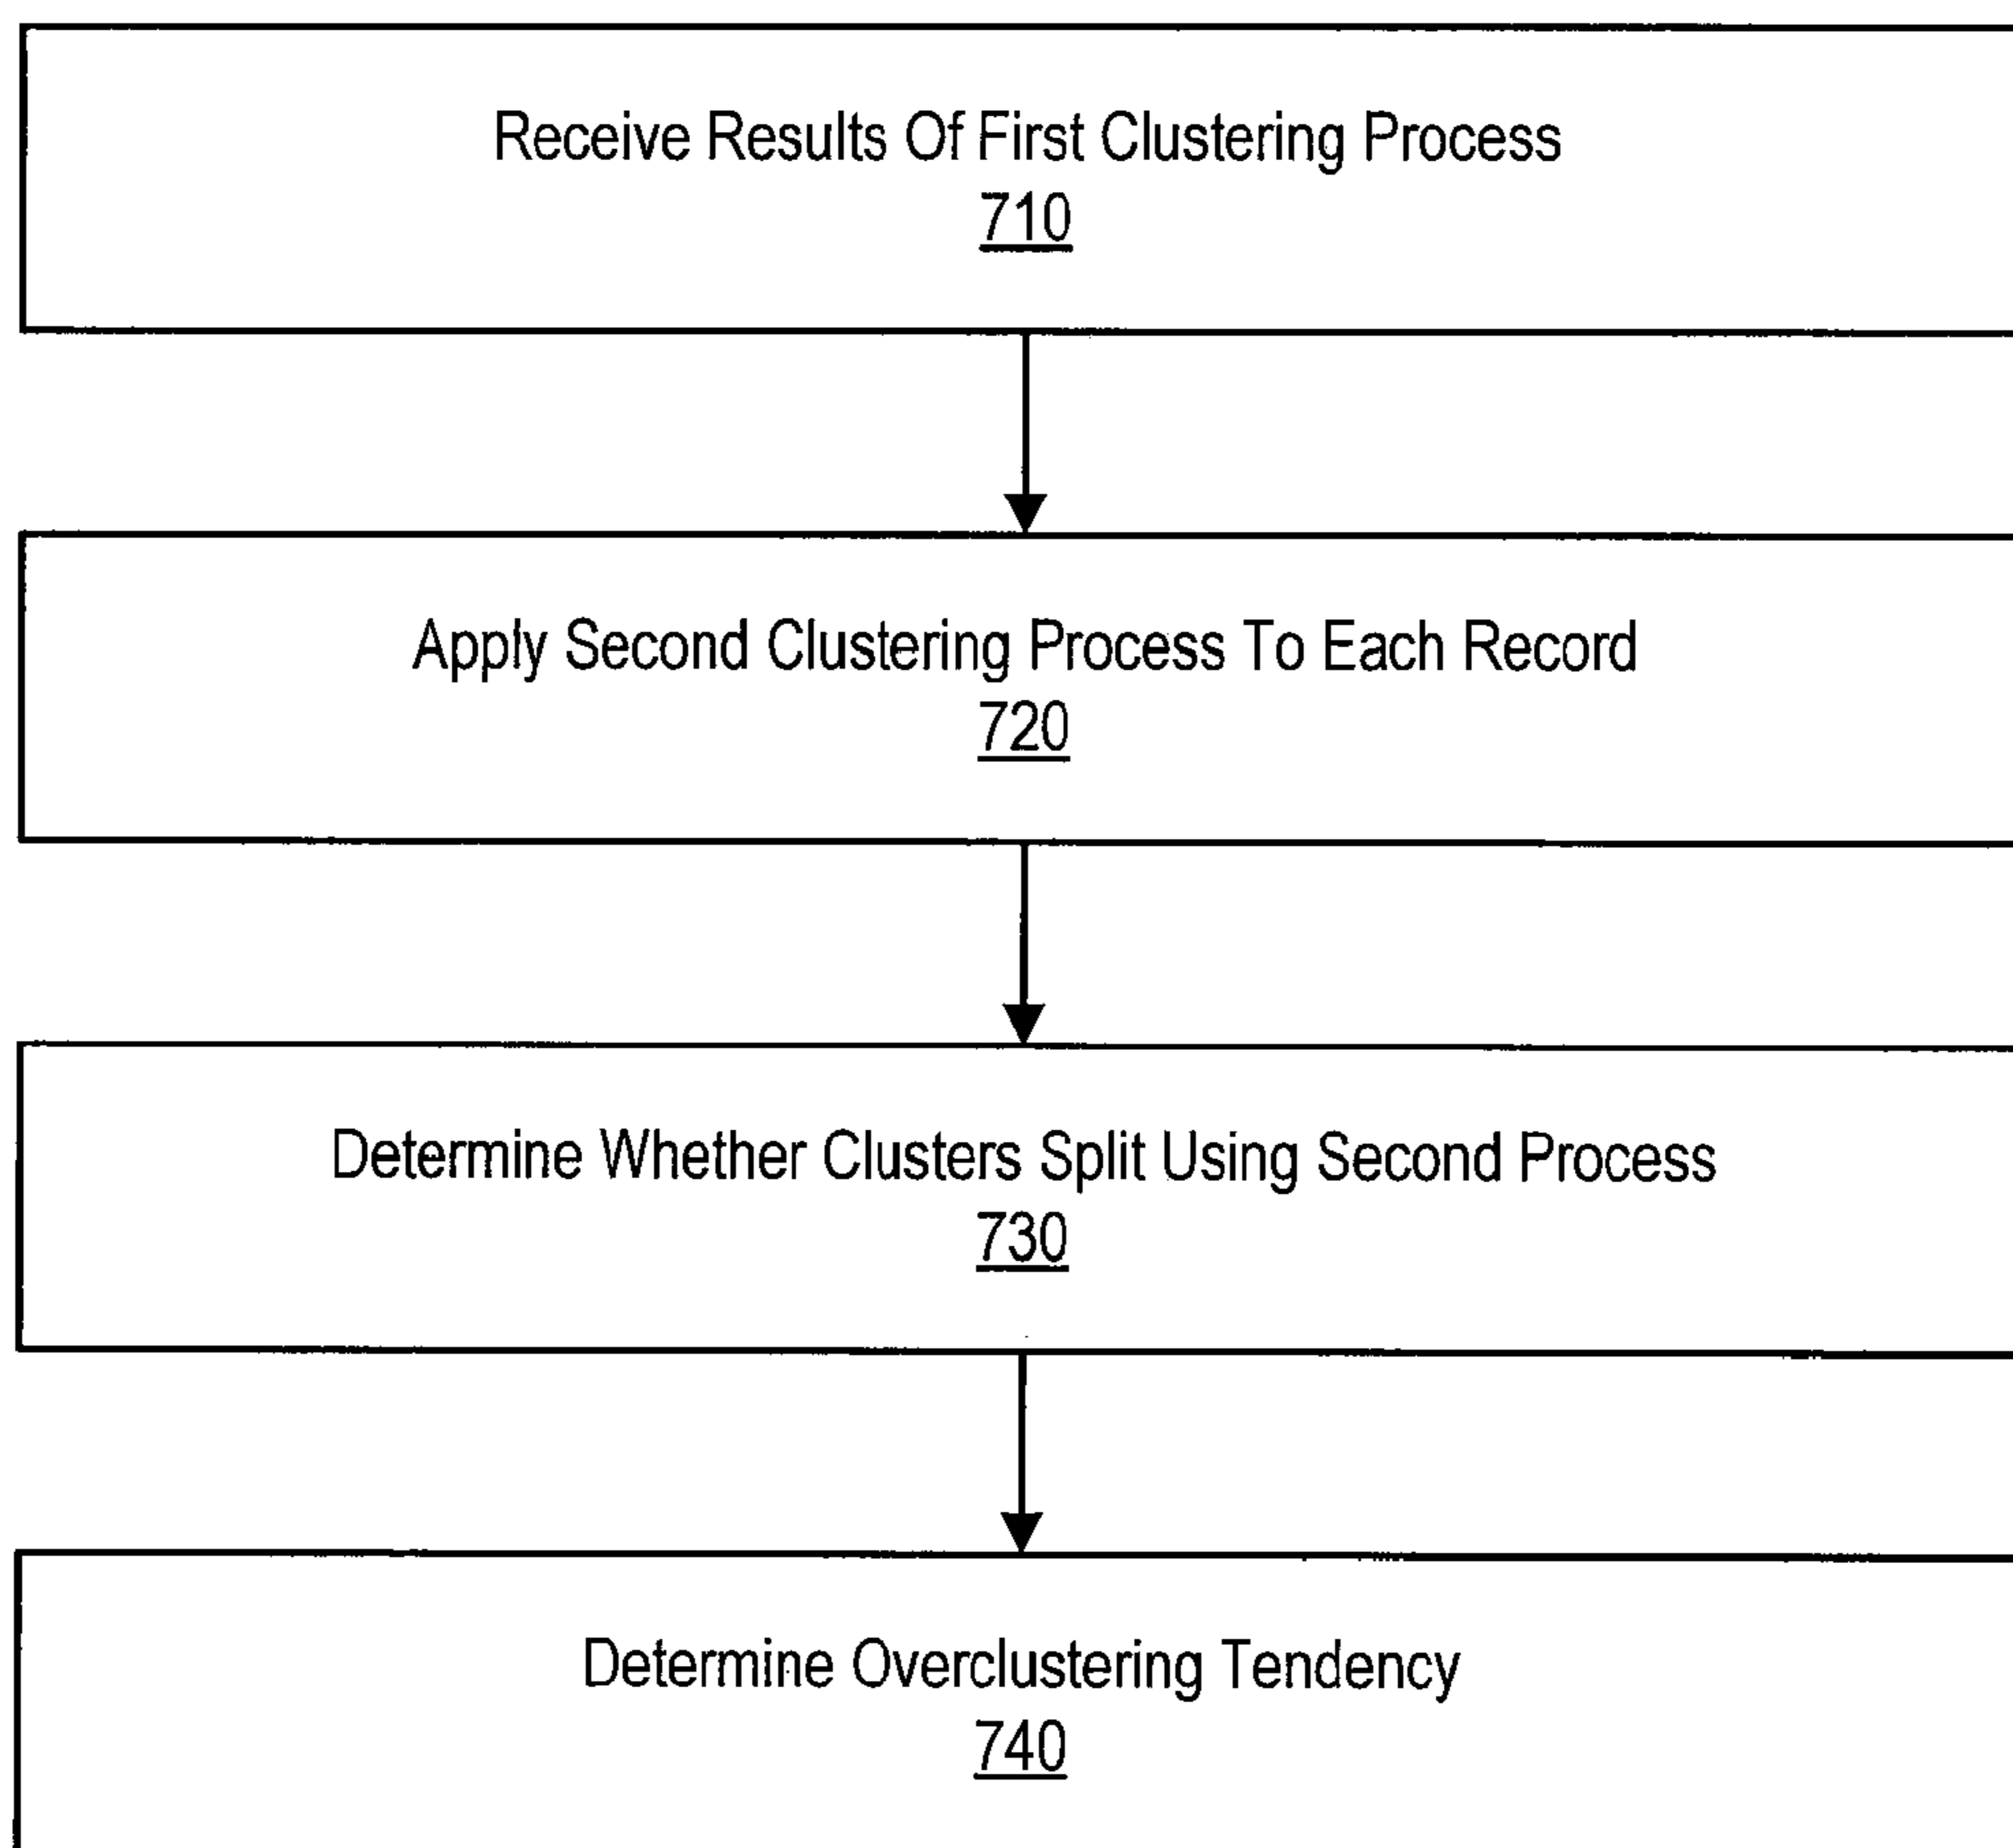 Receive Results Of First Clustering Process
710
Apply Second Clustering Process To Each Record
720
Determine Whether Clusters Split Using Second Process
730
Determine Overclustering Tendency
740